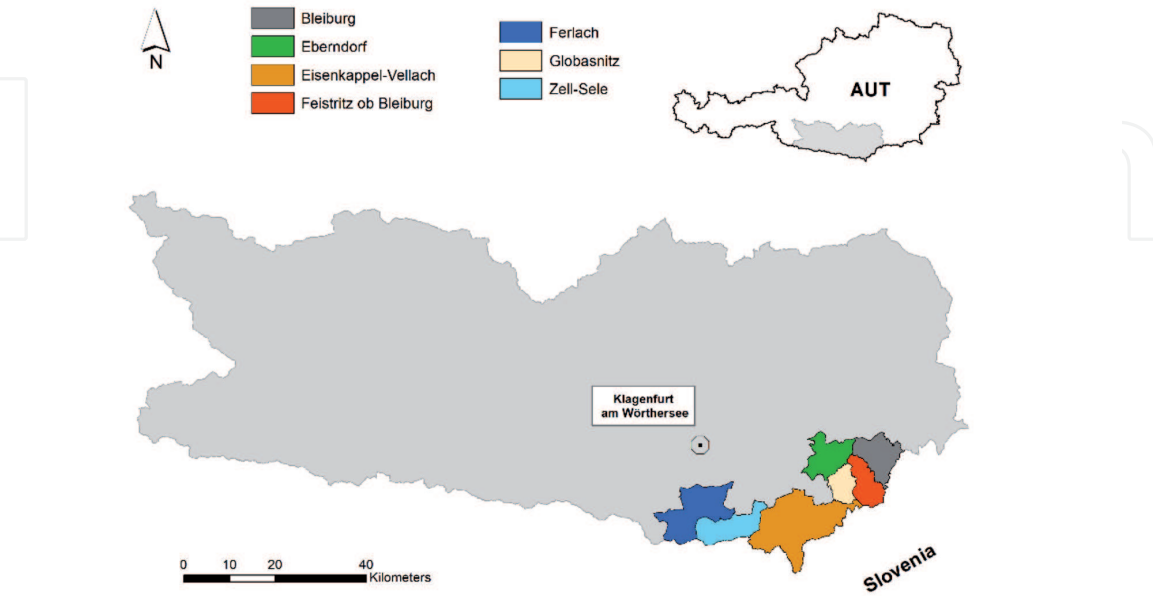 N
Bleiburg
Eberndorf
Eisenkappel-Vellach
Feistritz ob Bleiburg
Ferlach
Globasnitz
Zell-Sele
AUT
Klagenfurt
am Wörthersee
0 10 20 40
Kilometers
Slovenia